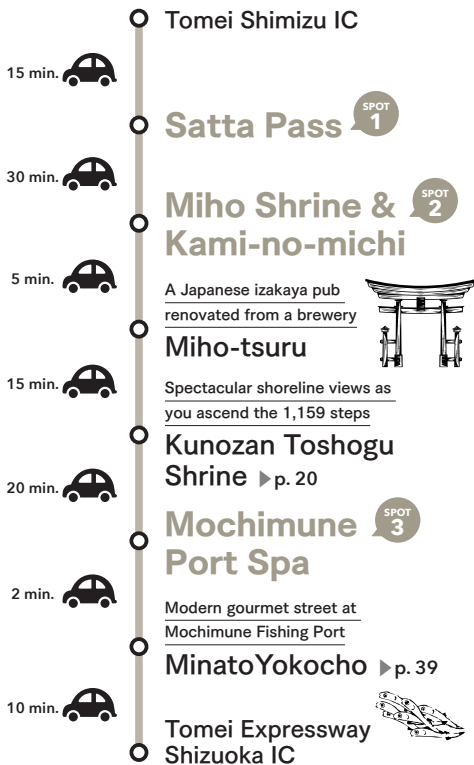 Tomei Shimizu IC
15 min.
SPOT
1
Satta Pass
30 min.
SPOT
2
Miho Shrine &
Kami-no-michi
5 min.
A Japanese izakaya pub
renovated from a brewery
Miho-tsuru
15 min.
Spectacular shoreline views as
you ascend the 1,159 steps
Kunozan Toshogu
Shrine ▶p. 20
20 min.
SPOT
3
Mochimune
Port Spa
2 min.
Modern gourmet street at
Mochimune Fishing Port
MinatoYokocho ▶p. 39
10 min.
Tomei Expressway
Shizuoka IC